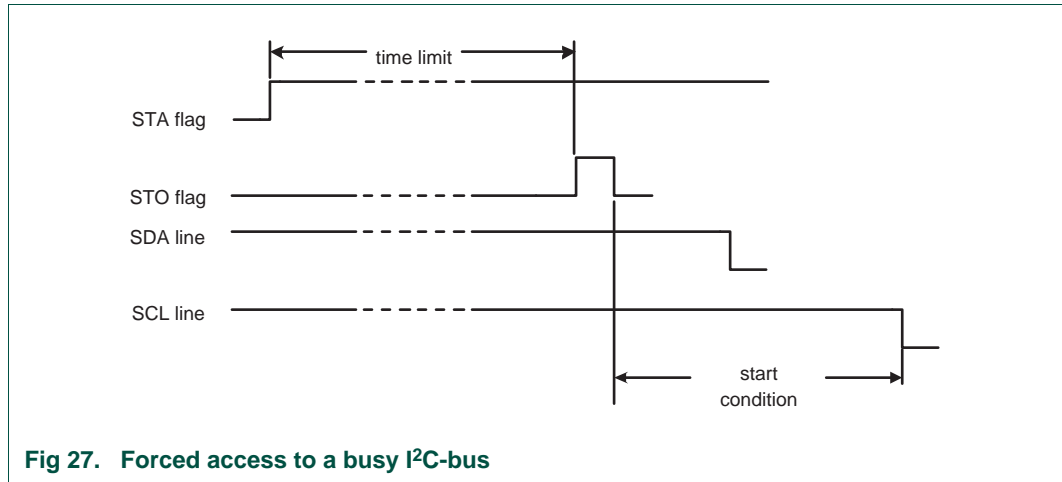 time limit
STA flag
STO flag
SDA line
SCL line
start
condition
Fig 27. Forced access to a busy I²C-bus